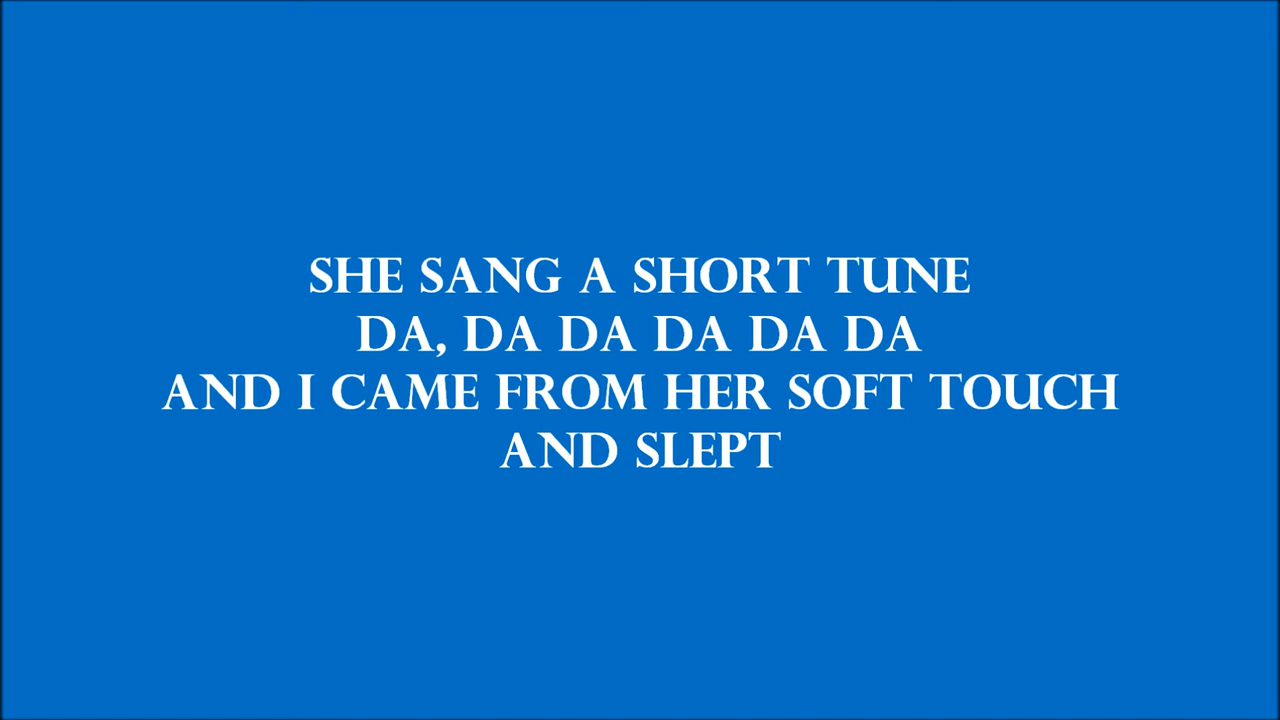 SHE SANG A SHORT TUNE
DA, DA DA DA DA DA
AND I CAME FROM HER SOFT TOUCH
AND SLEPT